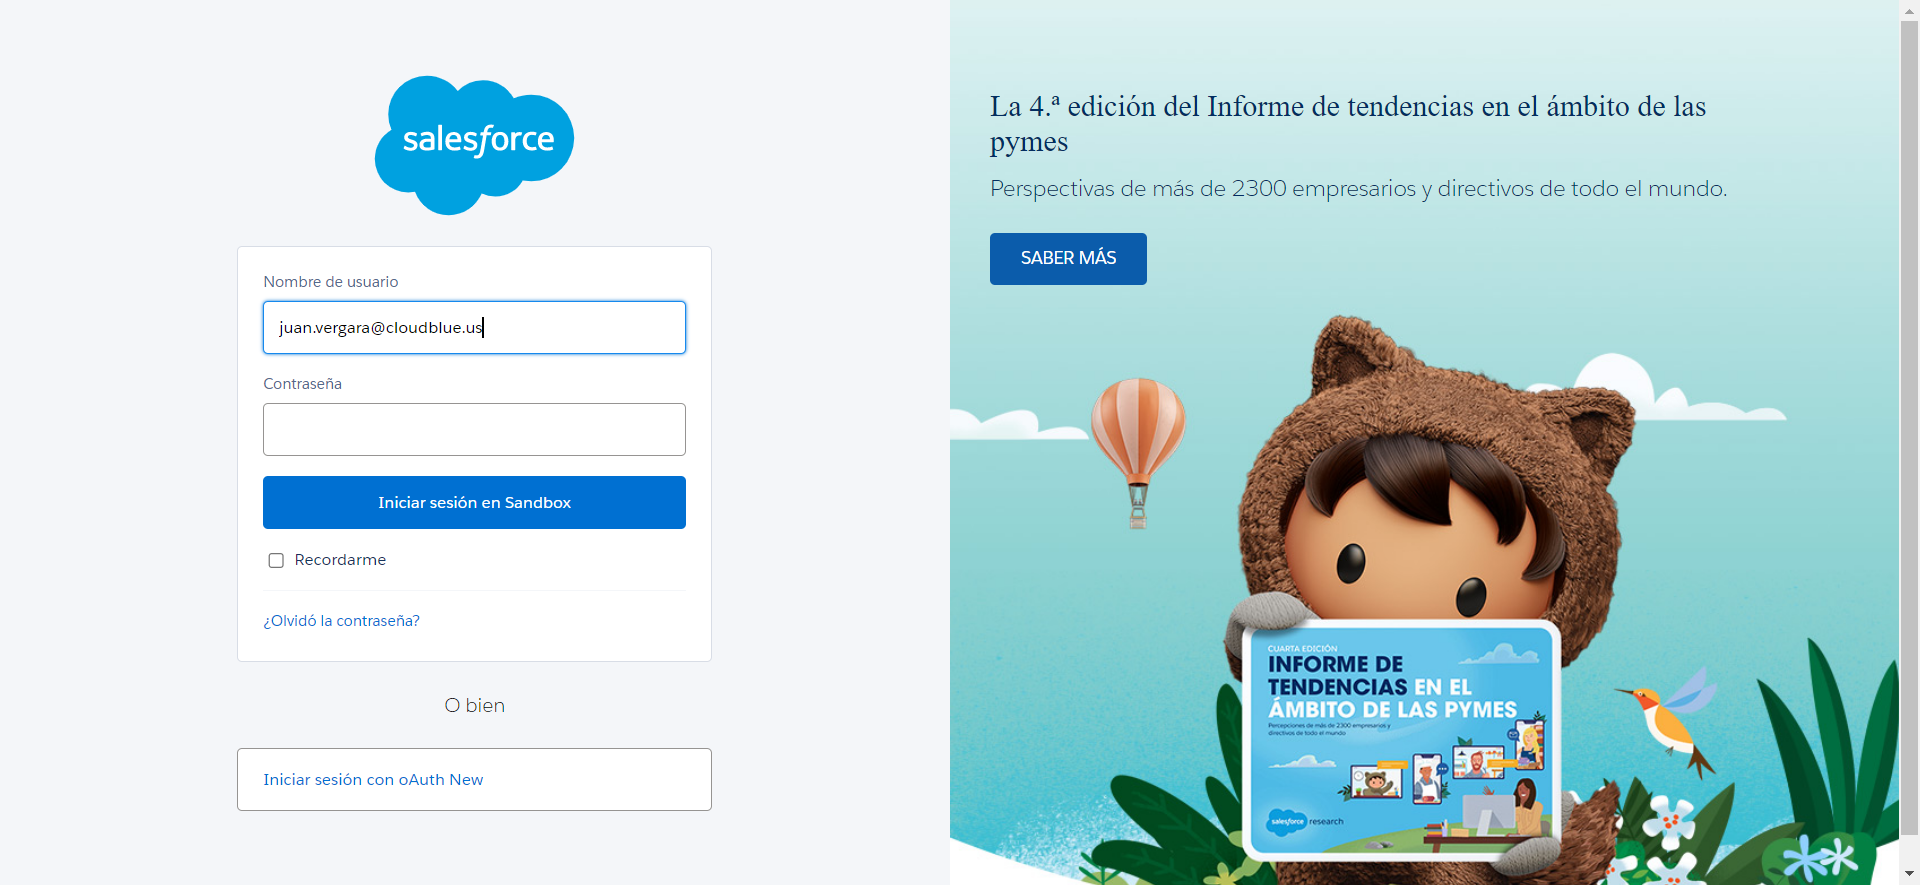 salesforce
Nombre de usuario
juan.vergara@cloudblue.us
Contraseña
Iniciar sesión en Sandbox
Recordarme
¿Olvidó la contraseña?
O bien
Iniciar sesión con oAuth New
La 4.ª edición del Informe de tendencias en el ámbito de las
pymes
Perspectivas de más de 2300 empresarios y directivos de todo el mundo.
SABER MÁS
CUARTA EDICIÓN
INFORME DE
TENDENCIAS EN EL
ÁMBITO DE LAS PYMES
Percepciones de más de 2300 empresarios y
directivos de todo el mundo
salesforce research